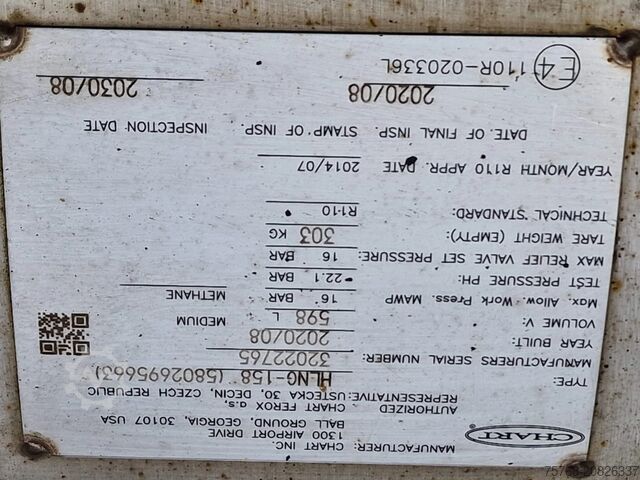 CHART
MANUFACTURER: CHART INC.
1300 AIRPORT DRIVE
BALL GROUND, GEORGIA, 30107 USA
AUTHORIZED CHART FEROX a.s,
REPRESENTATIVE: USTECKA 30, DECIN, CZECH REPUBLIC
TYPE: HLNG-158 (5802695663)
MANUFACTURERS SERIAL NUMBER: 32022765
YEAR BUILT: 2020/08
VOLUME V: 598 L MEDIUM
Max. Allow. Work Press. MAWP 16 BAR METHANE
TEST PRESSURE PH: 22.1 BAR
MAX RELIEF VALVE SET PRESSURE: 16 BAR
TARE WEIGHT (EMPTY): 303 KG
TECHNICAL STANDARD: R110
YEAR/MONTH R110 APPR. DATE 2014/07
DATE OF FINAL INSP. STAMP OF INSP. INSPECTION DATE
2020/08 2030/08
E4 110R-020336L